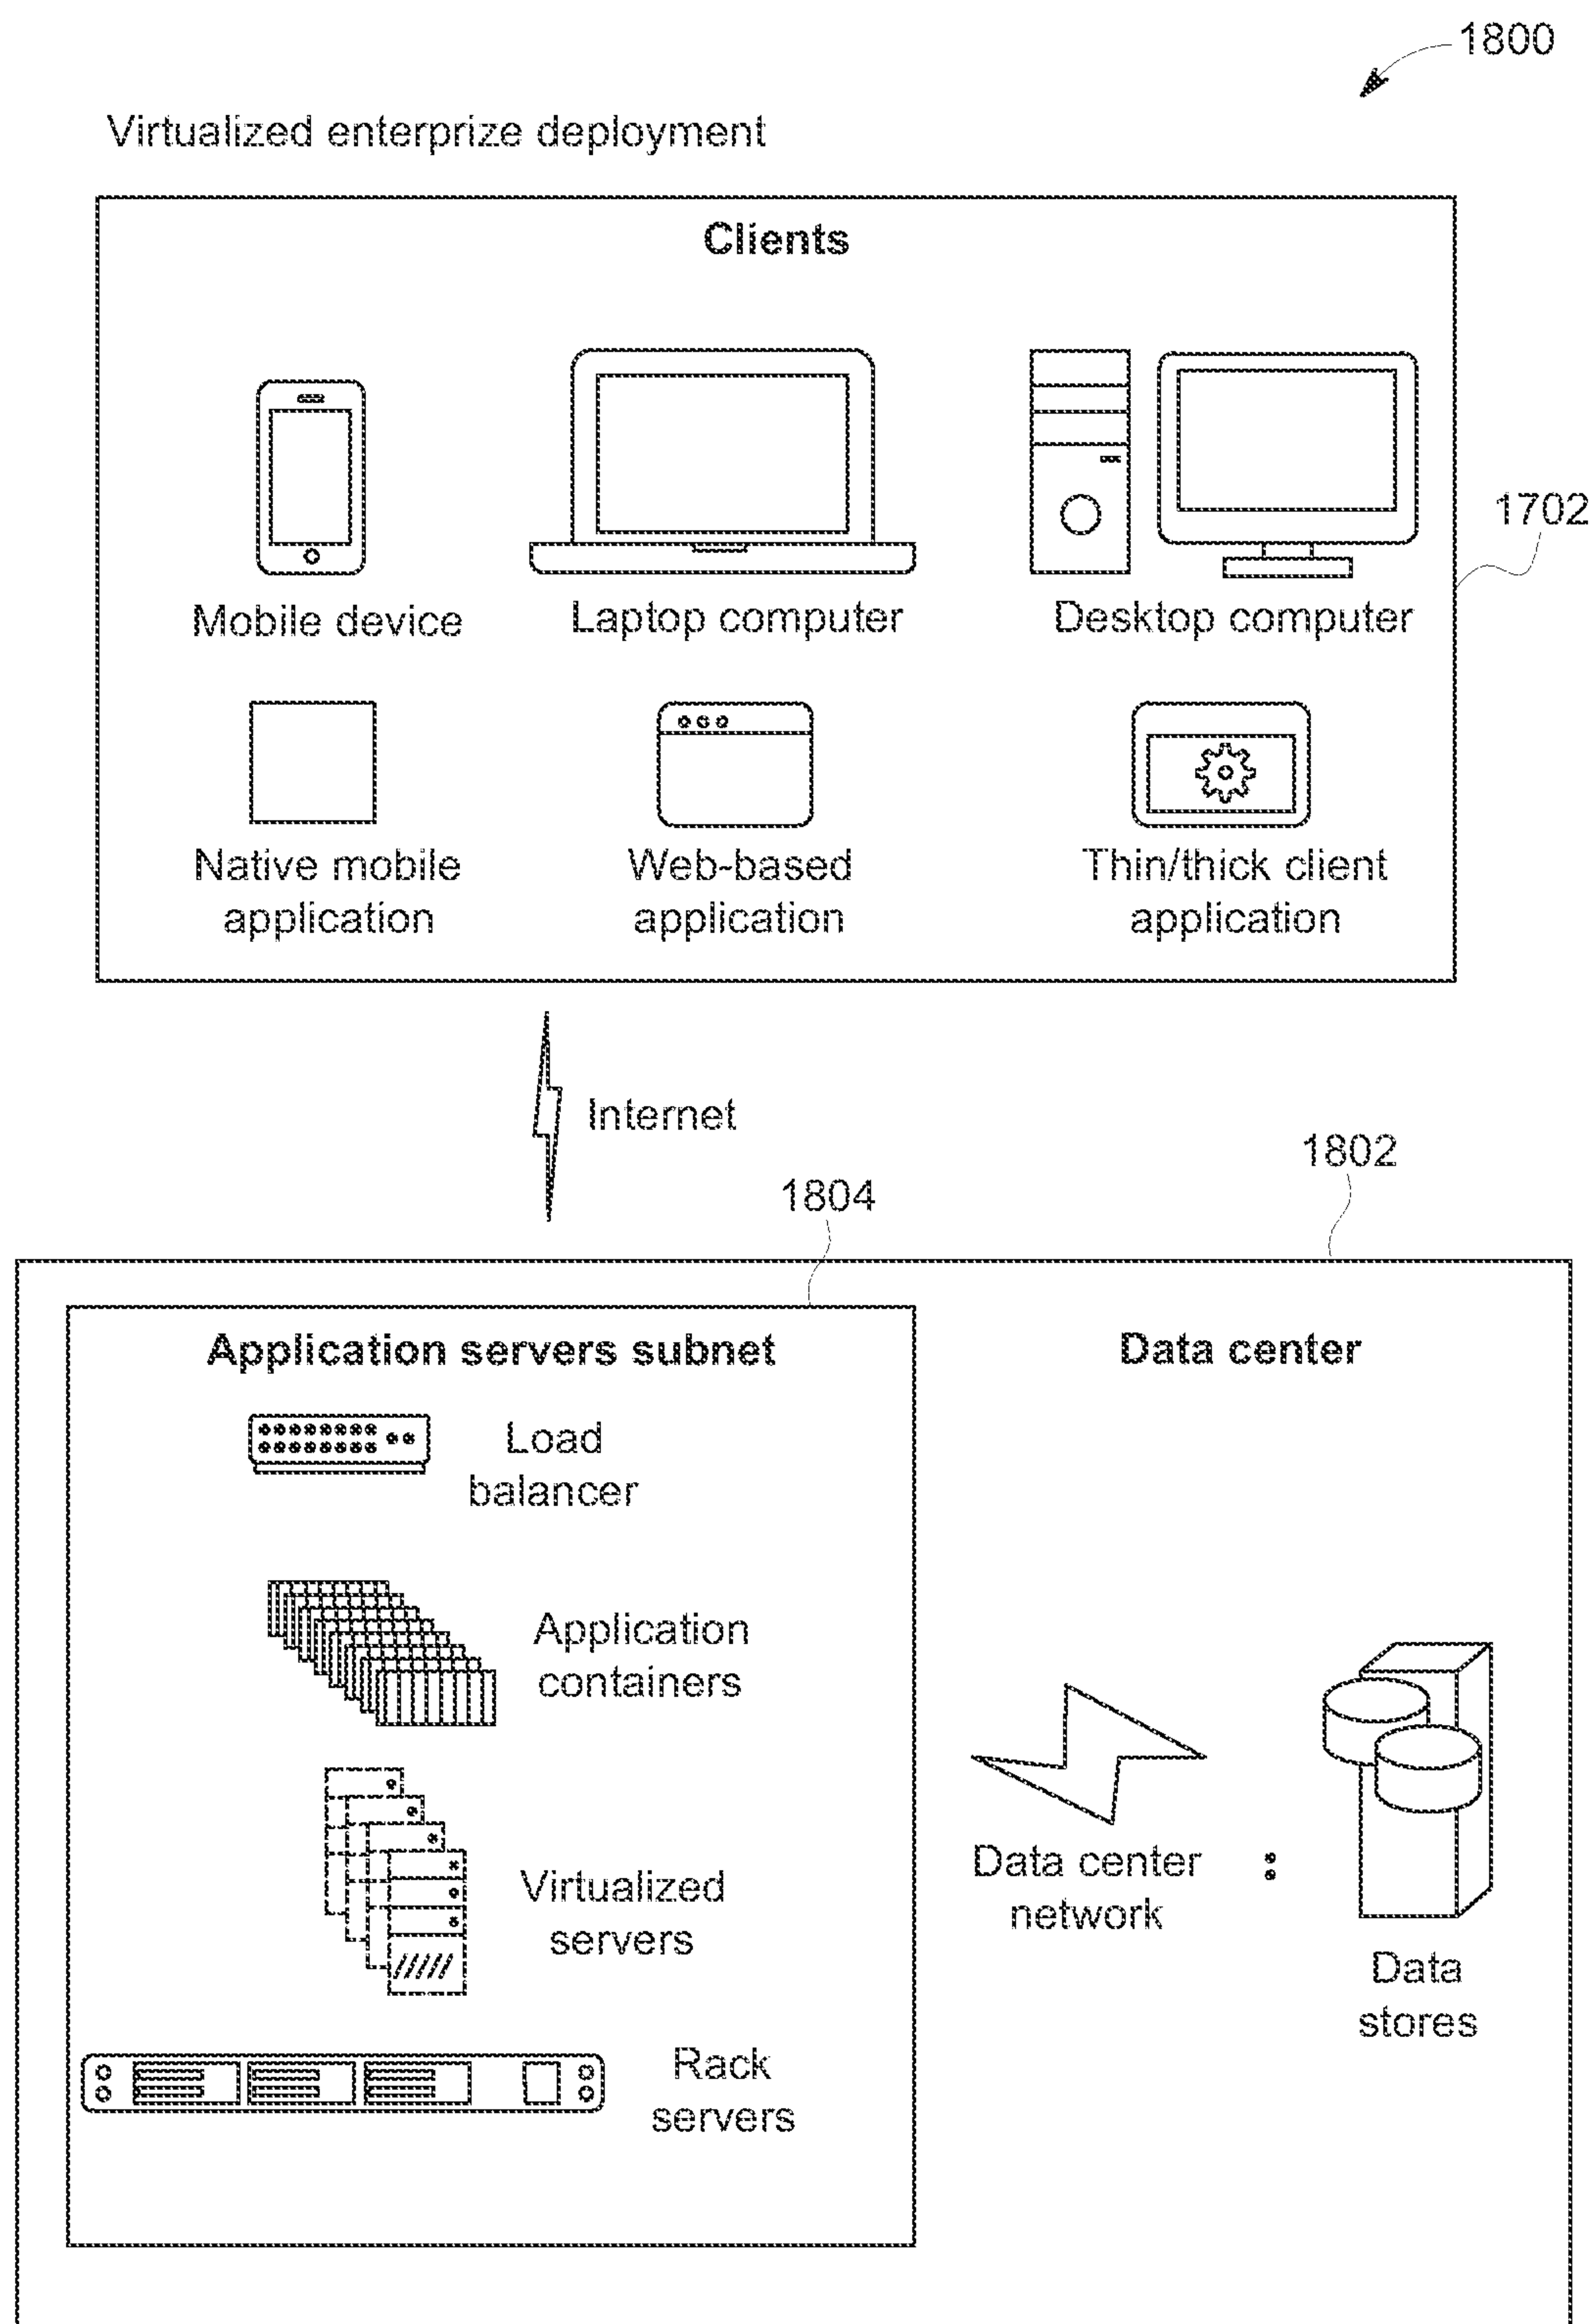 1800
Virtualized enterprize deployment
Clients
1702
Mobile device
Laptop computer
Desktop computer
Native mobile
application
Web-based
application
Thin/thick client
application
Internet
1802
1804
Application servers subnet
Data center
Load
balancer
Application
containers
Virtualized
servers
Rack
servers
Data center
network
:
Data
stores